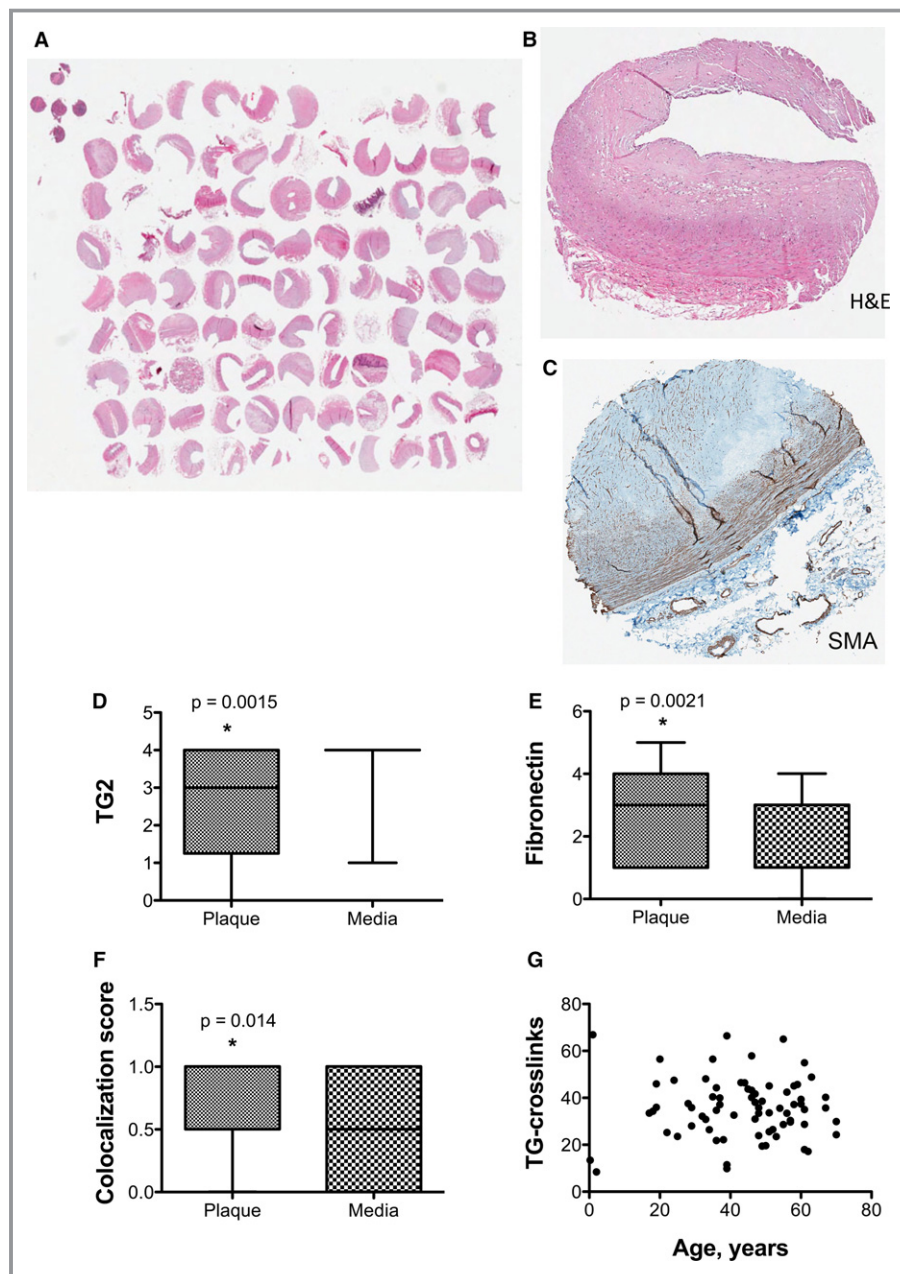 A
B
H&E
C
SMA
D
p = 0.0015
*
5
4
3
2
1
0
TG2
Plaque
Media
E
p = 0.0021
*
6
4
2
0
Fibronectin
Plaque
Media
F
p = 0.014
*
1.5
1.0
0.5
0.0
Colocalization score
Plaque
Media
G
80
60
40
20
0
TG-crosslinks
0 20 40 60 80
Age, years